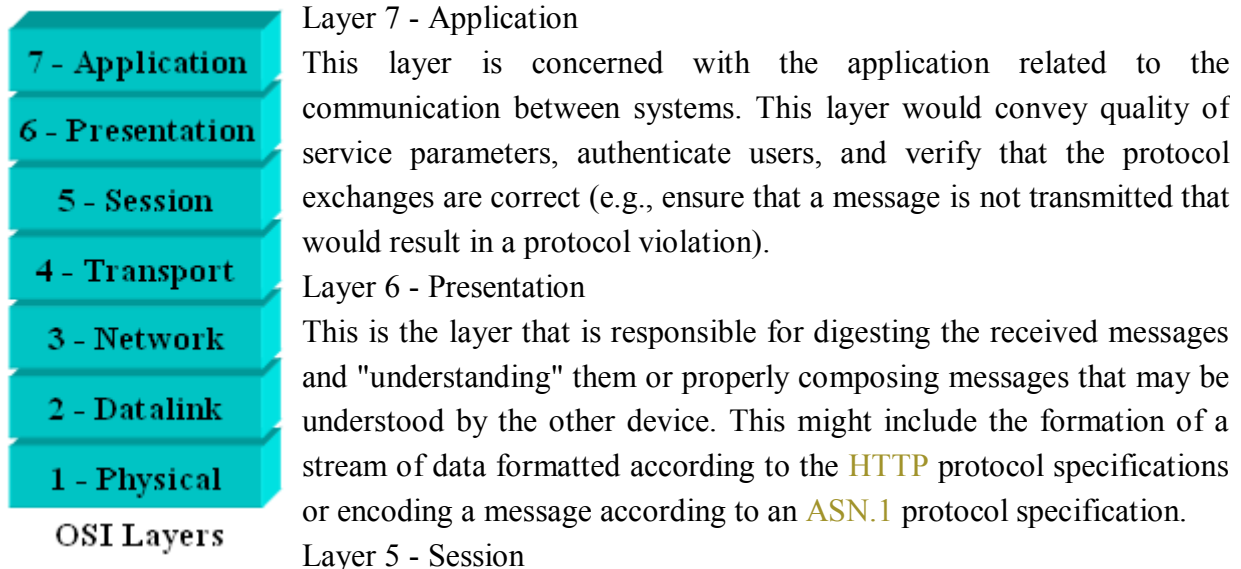 7 - Application
6 - Presentation
5 - Session
4 - Transport
3 - Network
2 - Datalink
1 - Physical
OSI Layers
Layer 7 - Application
This layer is concerned with the application related to the
communication between systems. This layer would convey quality of
service parameters, authenticate users, and verify that the protocol
exchanges are correct (e.g., ensure that a message is not transmitted that
would result in a protocol violation).
Layer 6 - Presentation
This is the layer that is responsible for digesting the received messages
and "understanding" them or properly composing messages that may be
understood by the other device. This might include the formation of a
stream of data formatted according to the HTTP protocol specifications
or encoding a message according to an ASN.1 protocol specification.
Layer 5 - Session